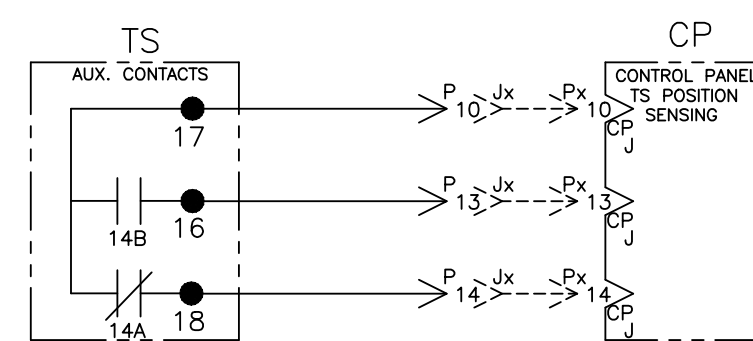 TS
CP
AUX. CONTACTS
CONTROL PANEL
TS POSITION
SENSING
17
P
10
Jx
Px
10
CP
J
14B
16
P
13
Jx
Px
13
CP
J
14A
18
P
14
Jx
Px
14
CP
J